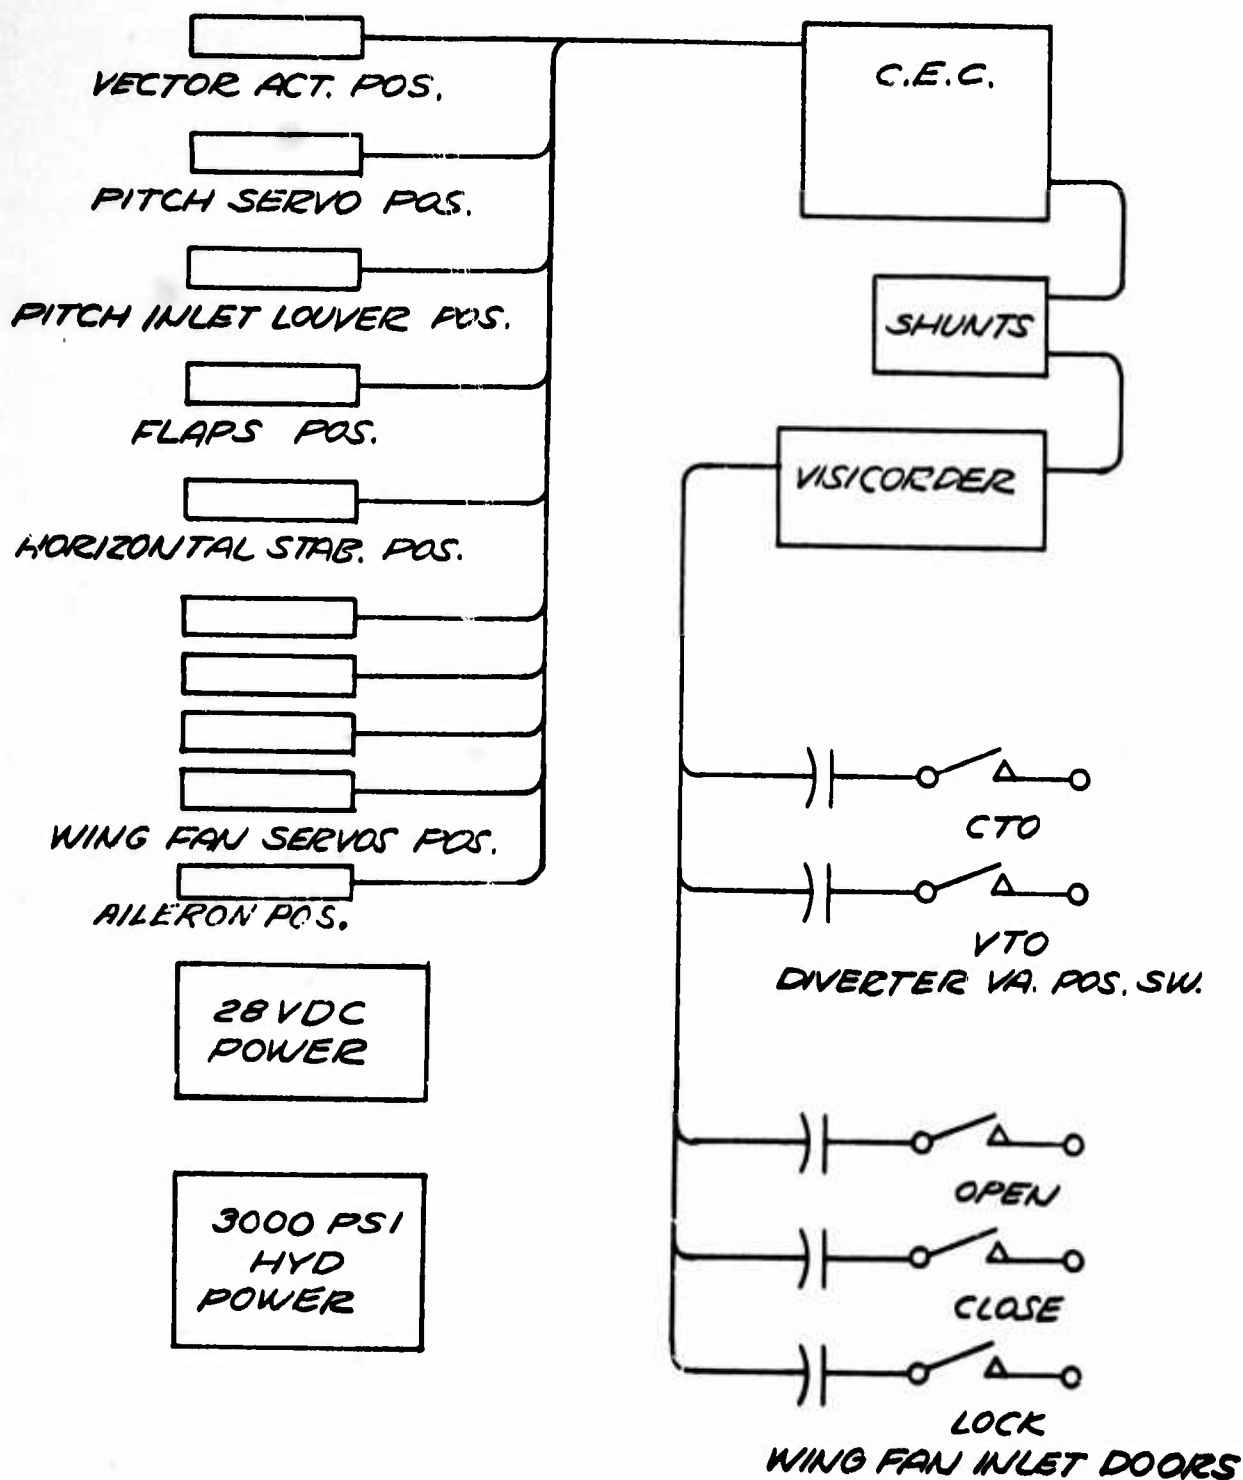 VECTOR ACT. POS.
PITCH SERVO POS.
PITCH INLET LOUVER POS.
FLAPS POS.
HORIZONTAL STAB. POS.
WING FAN SERVOS POS.
AILERON POS.
28 VDC
POWER
3000 PSI
HYD
POWER
C.E.C.
SHUNTS
VISICORDER
CTO
VTO
DIVERTER VA. POS. SW.
OPEN
CLOSE
LOCK
WING FAN INLET DOORS